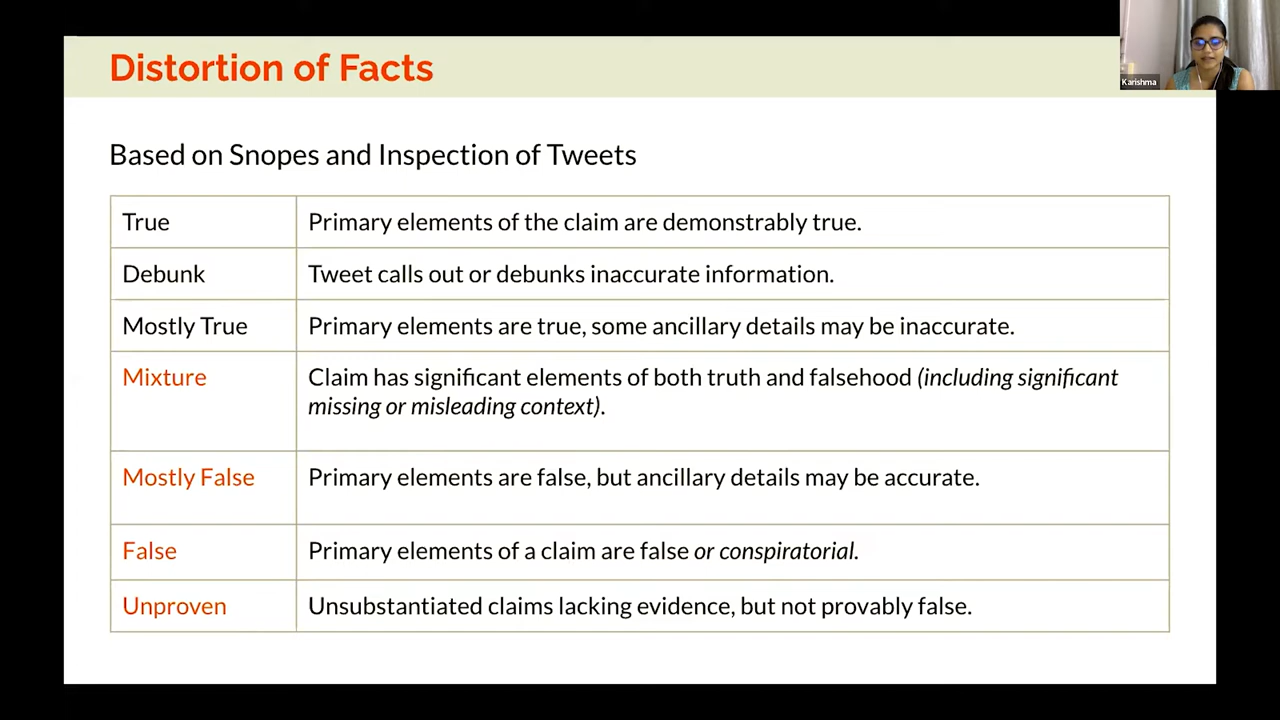 Distortion of Facts
Karishma
Based on Snopes and Inspection of Tweets
True Primary elements of the claim are demonstrably true.
Debunk Tweet calls out or debunks inaccurate information.
Mostly True Primary elements are true, some ancillary details may be inaccurate.
Mixture Claim has significant elements of both truth and falsehood (including significant
missing or misleading context).
Mostly False Primary elements are false, but ancillary details may be accurate.
False Primary elements of a claim are false or conspiratorial.
Unproven Unsubstantiated claims lacking evidence, but not provably false.